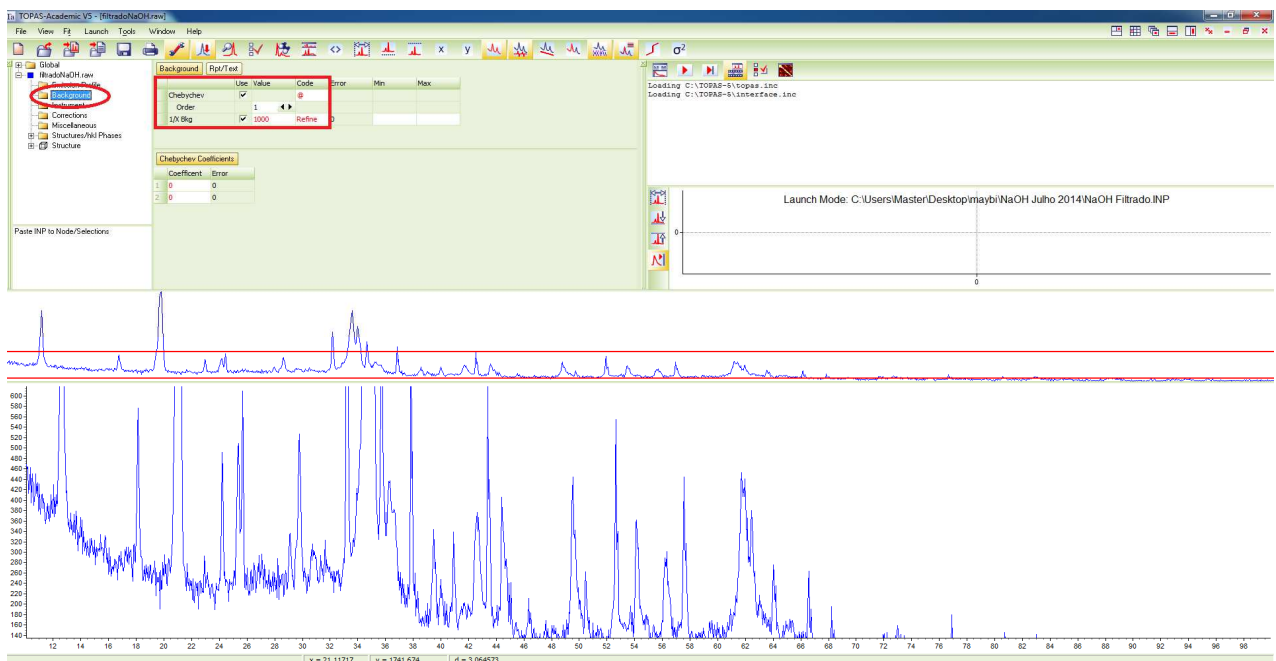 TOPAS-Academic V5 - [filtradoNaOH.raw]
File View Fit Launch Tools Window Help
x y σ²
Global
filtradoNaOH.raw
Emission Profile
Background
Instrument
Corrections
Miscellaneous
Structures/hkl Phases
Structure
Paste INP to Node/Selections
Background Rpt/Text
Use Value Code Error Min Max
Chebychev @
Order 1
1/X Bkg 1000 Refine 0
Chebychev Coefficients
Coefficent Error
1 0 0
2 0 0
Loading C:\TOPAS-5\topas.inc
Loading C:\TOPAS-5\interface.inc
Launch Mode: C:\Users\Master\Desktop\maybi\NaOH Julho 2014\NaOH Filtrado.INP
0
0
600
580
560
540
520
500
480
460
440
420
400
380
360
340
320
300
280
260
240
220
200
180
160
140
12 14 16 18 20 22 24 26 28 30 32 34 36 38 40 42 44 46 48 50 52 54 56 58 60 62 64 66 68 70 72 74 76 78 80 82 84 86 88 90 92 94 96 98
x = 21.11717 y = 1741.674 d = 3.064573